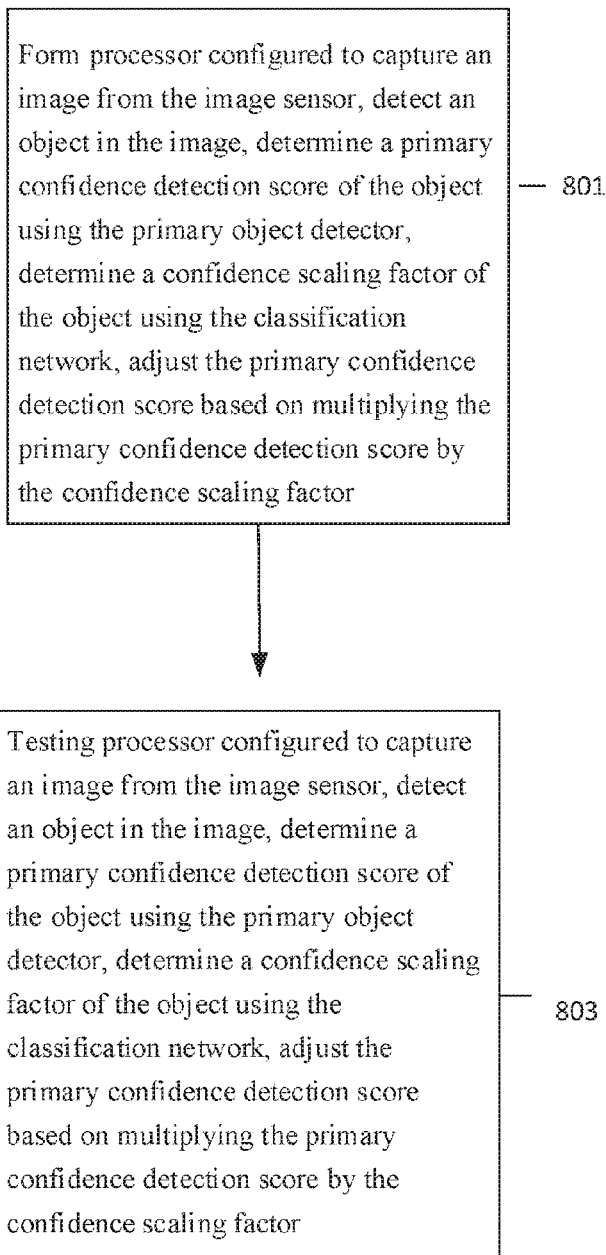 Form processor configured to capture an
image from the image sensor, detect an
object in the image, determine a primary
confidence detection score of the object
using the primary object detector,
determine a confidence scaling factor of
the object using the classification
network, adjust the primary confidence
detection score based on multiplying the
primary confidence detection score by
the confidence scaling factor
801
Testing processor configured to capture
an image from the image sensor, detect
an object in the image, determine a
primary confidence detection score of
the object using the primary object
detector, determine a confidence scaling
factor of the object using the
classification network, adjust the
primary confidence detection score
based on multiplying the primary
confidence detection score by the
confidence scaling factor
803